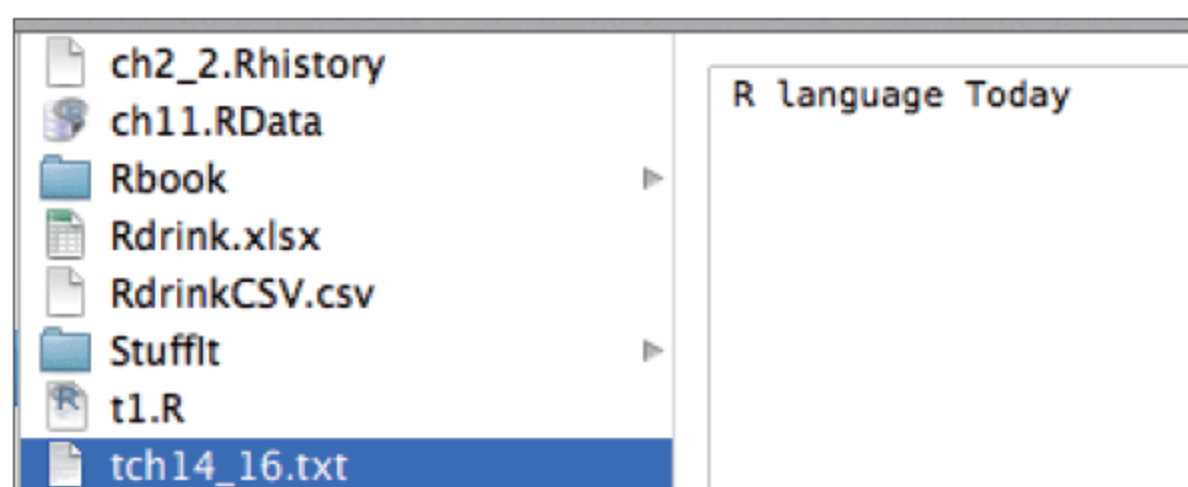 ch2_2.Rhistory
ch11.RData
Rbook
Rdrink.xlsx
RdrinkCSV.csv
StuffIt
t1.R
tch14_16.txt
R language Today